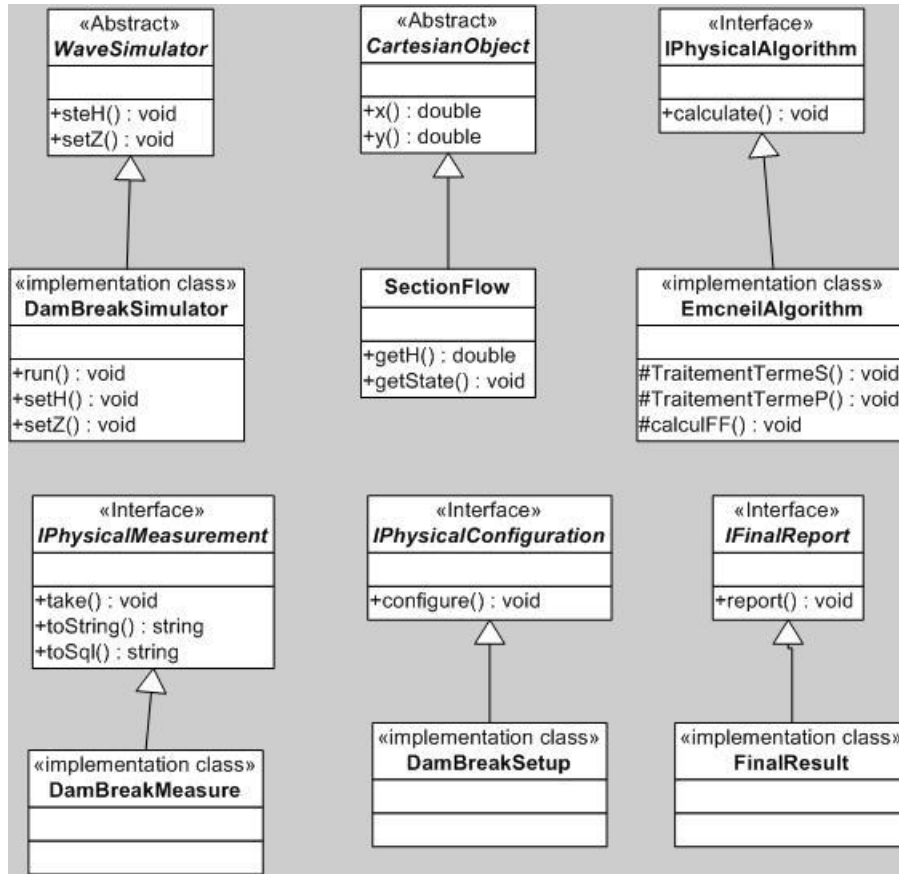 «Abstract»
WaveSimulator
+steH() : void
+setZ() : void
«Abstract»
CartesianObject
+x() : double
+y() : double
«Interface»
IPhysicalAlgorithm
+calculate() : void
«implementation class»
DamBreakSimulator
+run() : void
+setH() : void
+setZ() : void
SectionFlow
+getH() : double
+getState() : void
«implementation class»
EmcneilAlgorithm
#TraitementTermeS() : void
#TraitementTermeP() : void
#calculFF() : void
«Interface»
IPhysicalMeasurement
+take() : void
+toString() : string
+toSql() : string
«Interface»
IPhysicalConfiguration
+configure() : void
«Interface»
IFinalReport
+report() : void
«implementation class»
DamBreakMeasure
«implementation class»
DamBreakSetup
«implementation class»
FinalResult